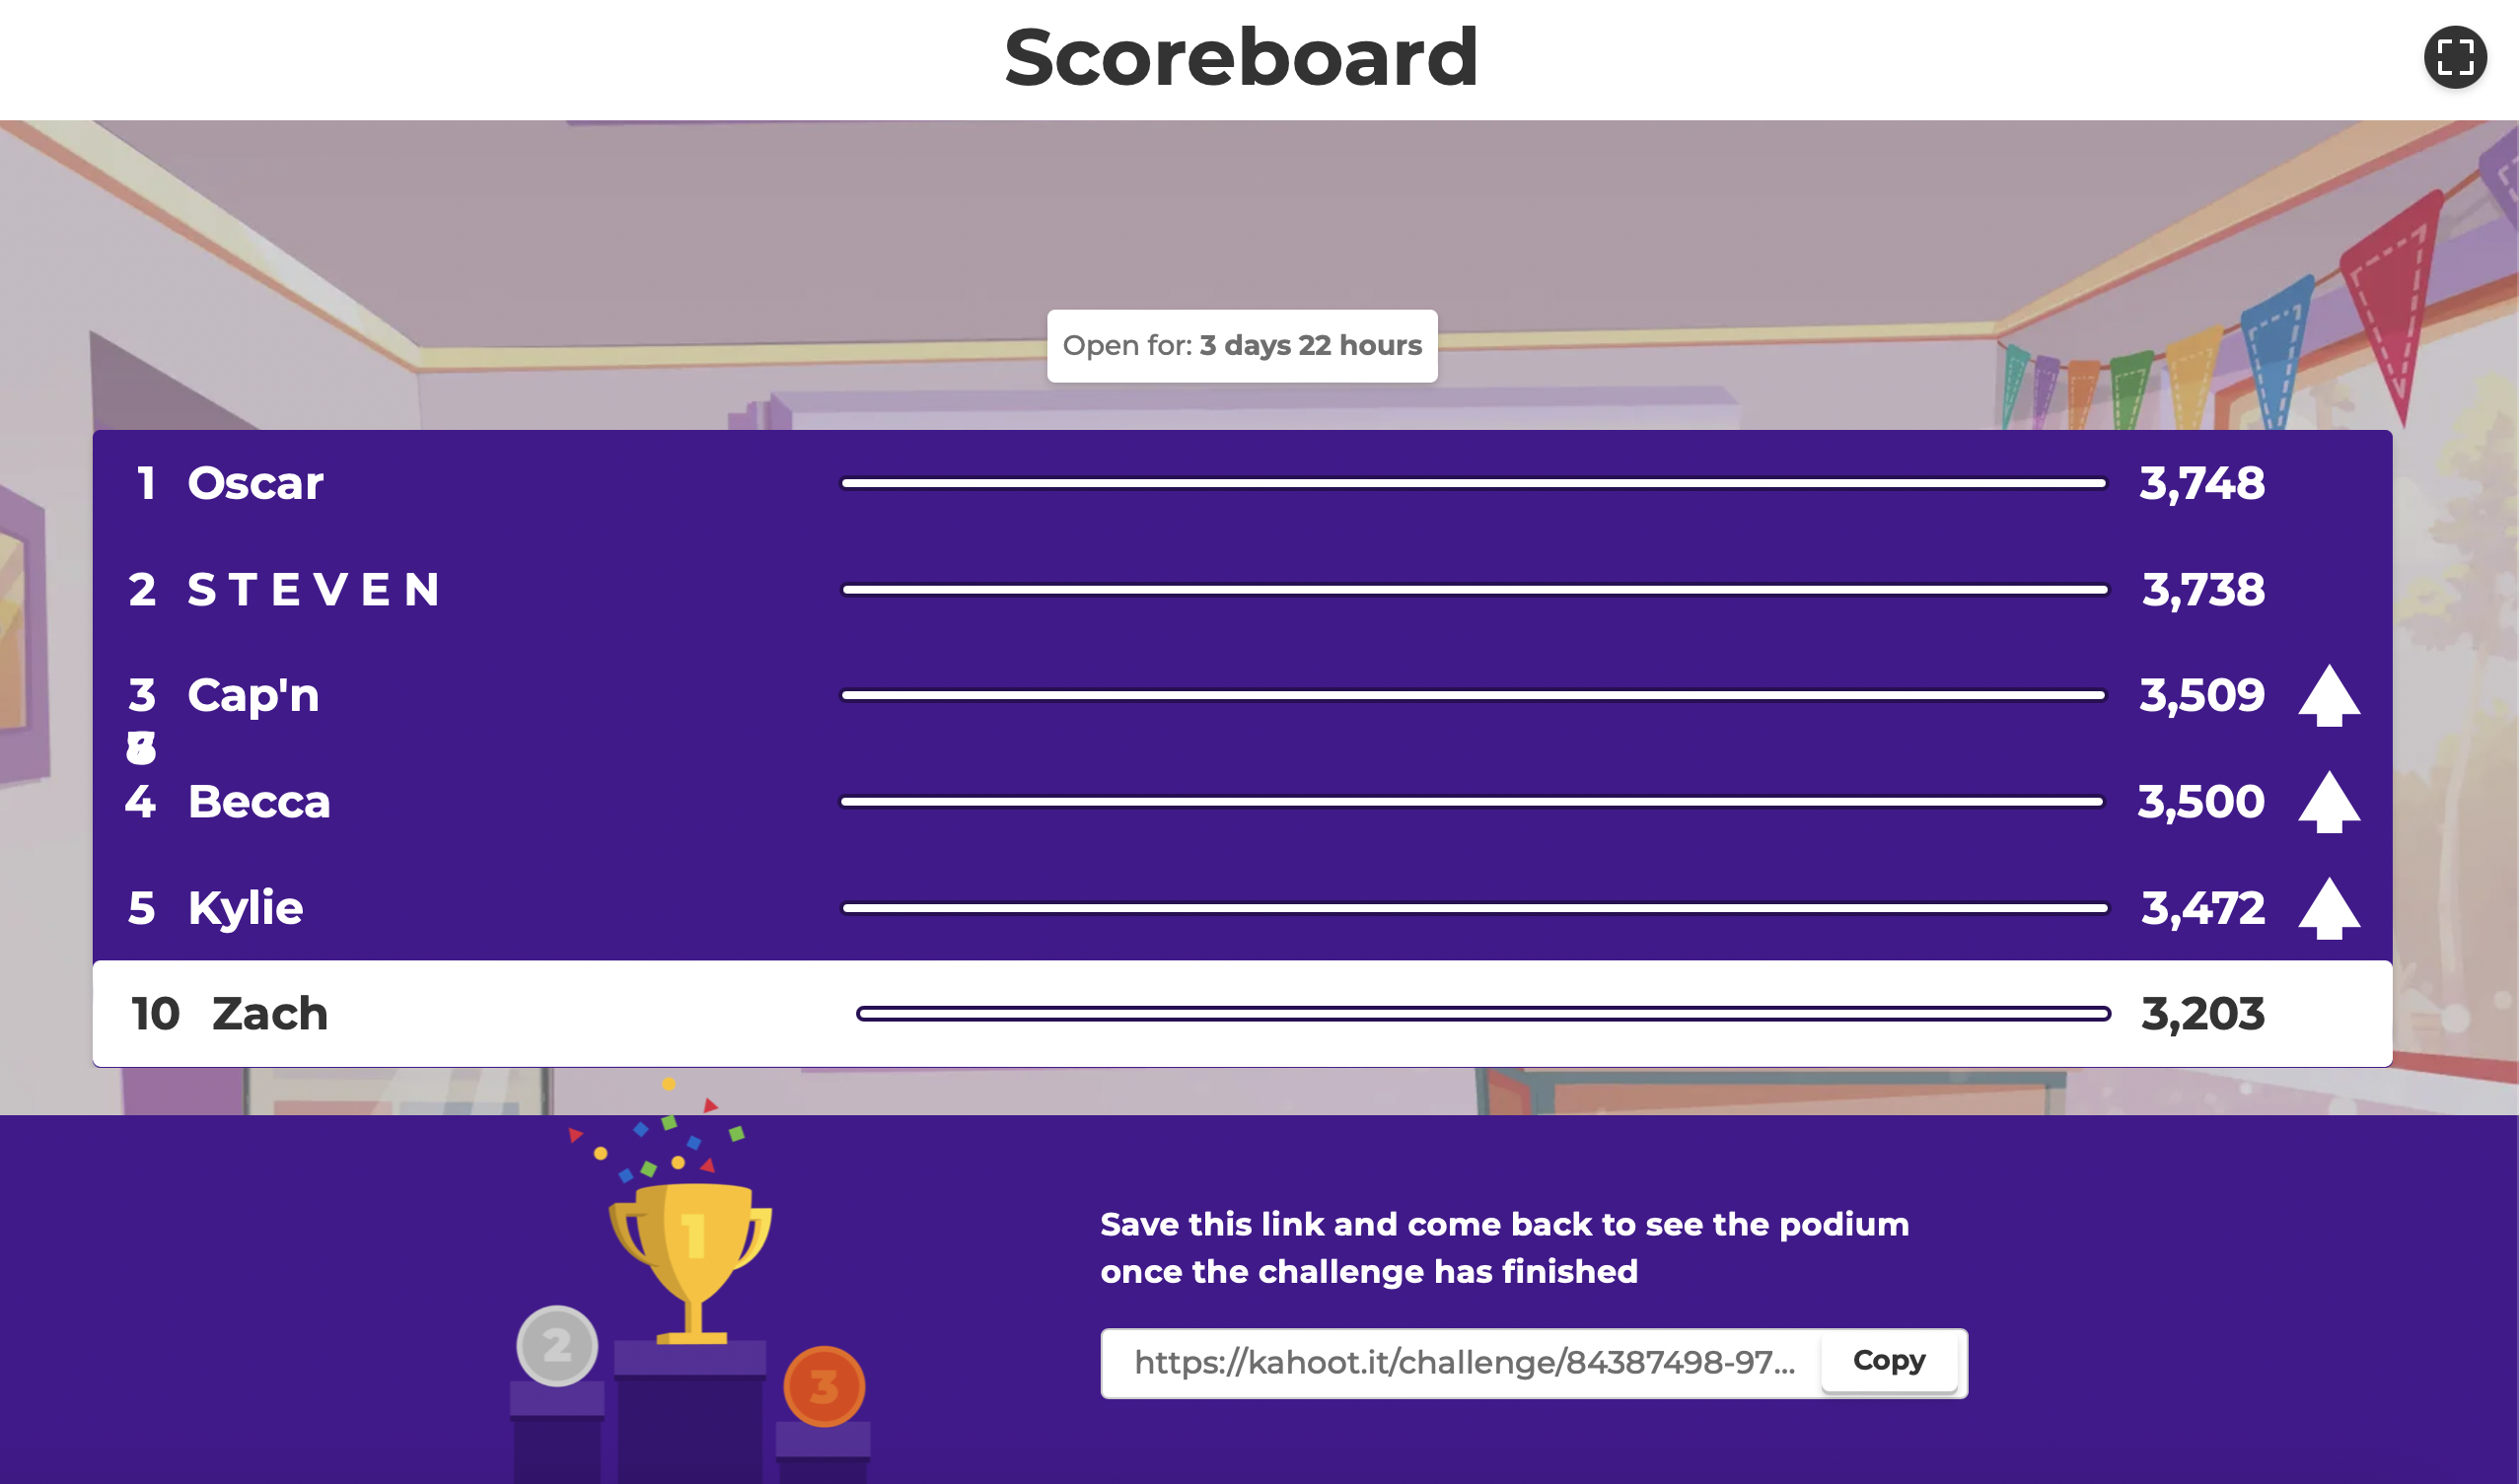 Scoreboard
Open for: 3 days 22 hours
1 Oscar 3,748
2 S T E V E N 3,738
3 Cap'n 3,509
4 Becca 3,500
5 Kylie 3,472
10 Zach 3,203
1
2
3
Save this link and come back to see the podium
once the challenge has finished
https://kahoot.it/challenge/84387498-97... Copy